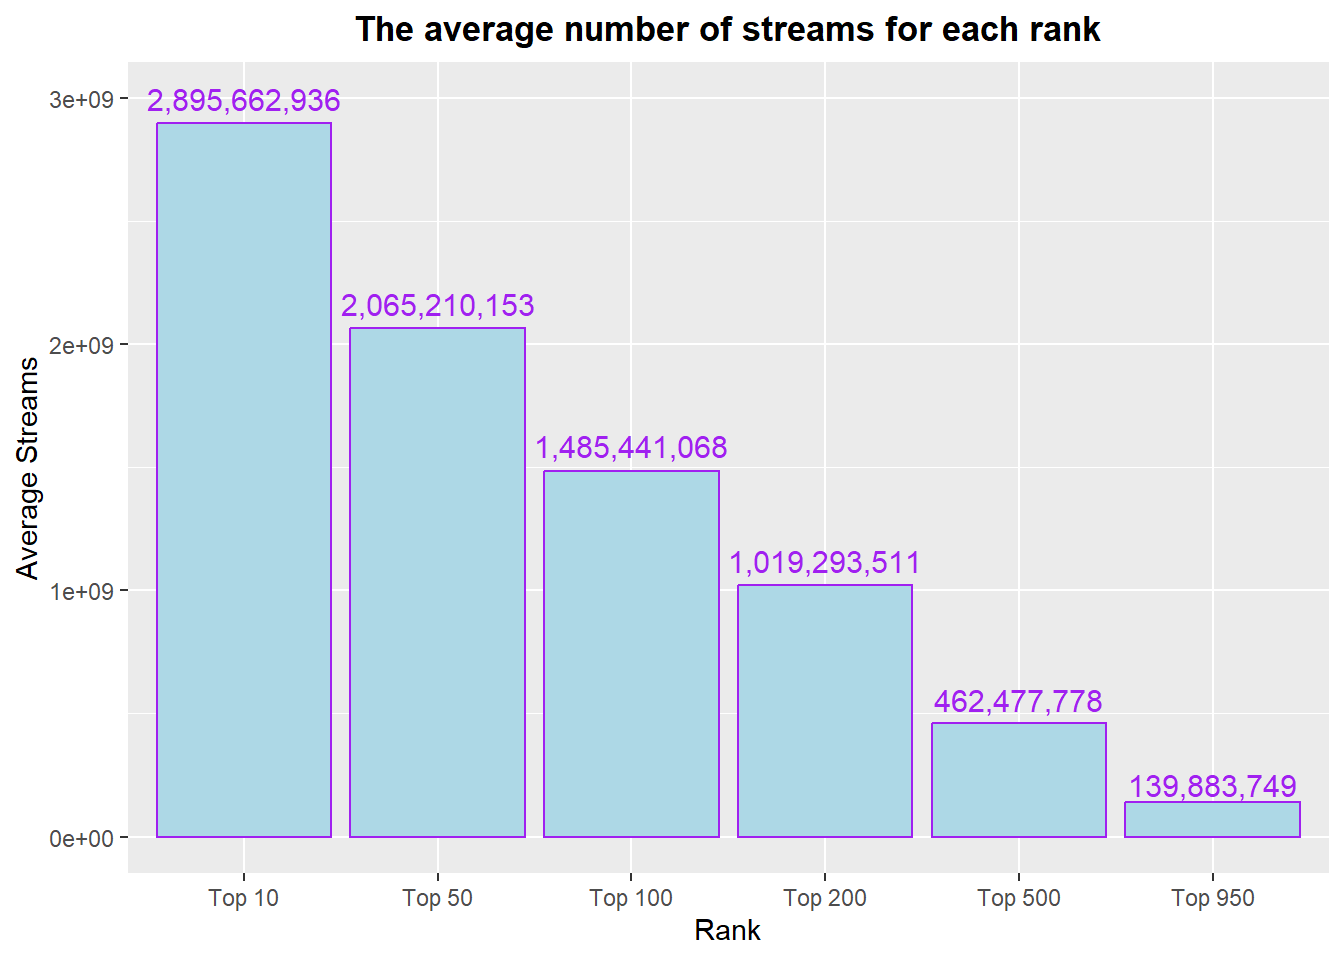 The average number of streams for each rank
3e+09
2e+09
1e+09
0e+00
Average Streams
2,895,662,936
2,065,210,153
1,485,441,068
1,019,293,511
462,477,778
139,883,749
Top 10
Top 50
Top 100
Top 200
Top 500
Top 950
Rank